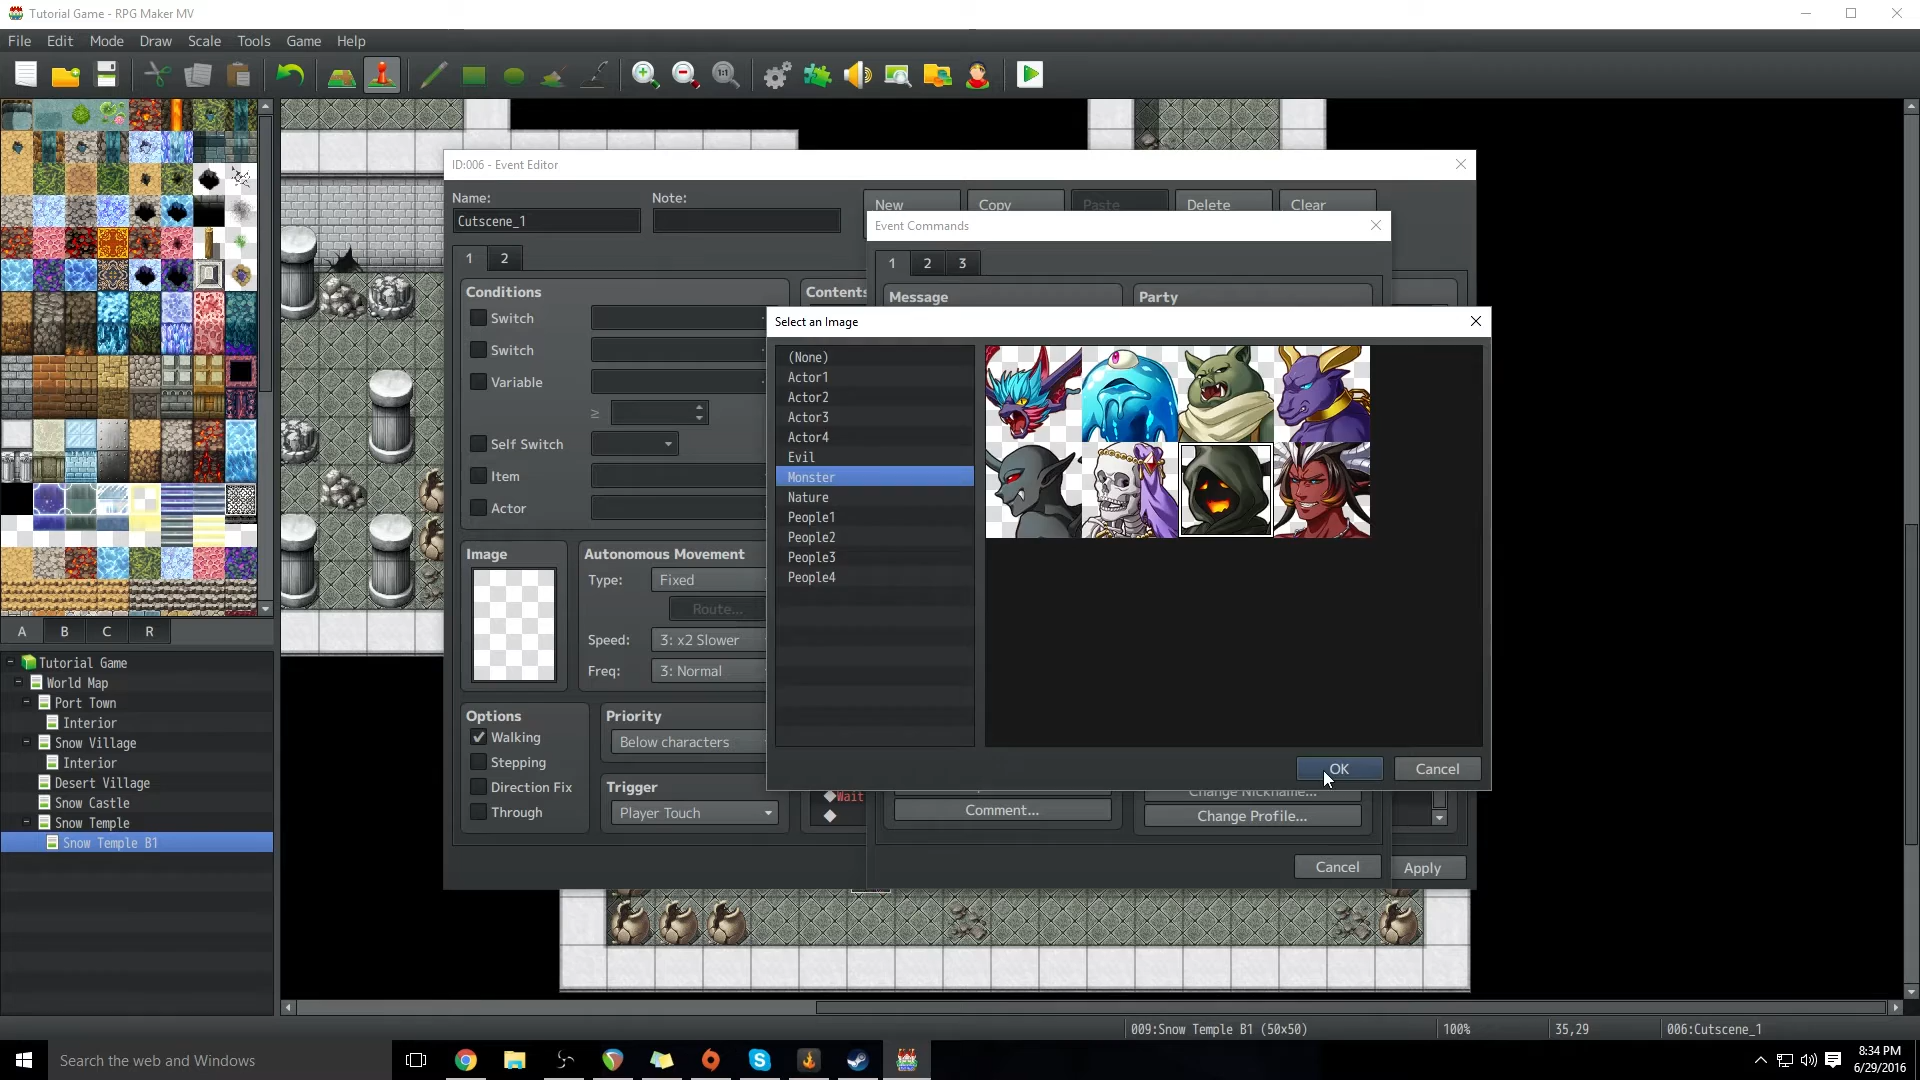 Tutorial Game - RPG Maker MV
File Edit Mode Draw Scale Tools Game Help
ID:006 - Event Editor
Name:
Note:
Cutscene_1
New Copy Paste Delete Clear
Event Commands
1 2
1 2 3
Conditions
Contents
Message
Party
Switch
Switch
Variable
≥
Self Switch
Item
Actor
Select an Image
(None)
Actor1
Actor2
Actor3
Actor4
Evil
Monster
Nature
People1
People2
People3
People4
OK
Cancel
Image
Autonomous Movement
Type: Fixed
Route...
Speed: 3: x2 Slower
Freq: 3: Normal
Options
Walking
Stepping
Direction Fix
Through
Priority
Below characters
Trigger
Player Touch
◆Wait
◆
Comment...
Change Nickname...
Change Profile...
Cancel
Apply
A B C R
Tutorial Game
World Map
Port Town
Interior
Snow Village
Interior
Desert Village
Snow Castle
Snow Temple
Snow Temple B1
009:Snow Temple B1 (50×50)
100%
35,29
006:Cutscene_1
Search the web and Windows
8:34 PM
6/29/2016